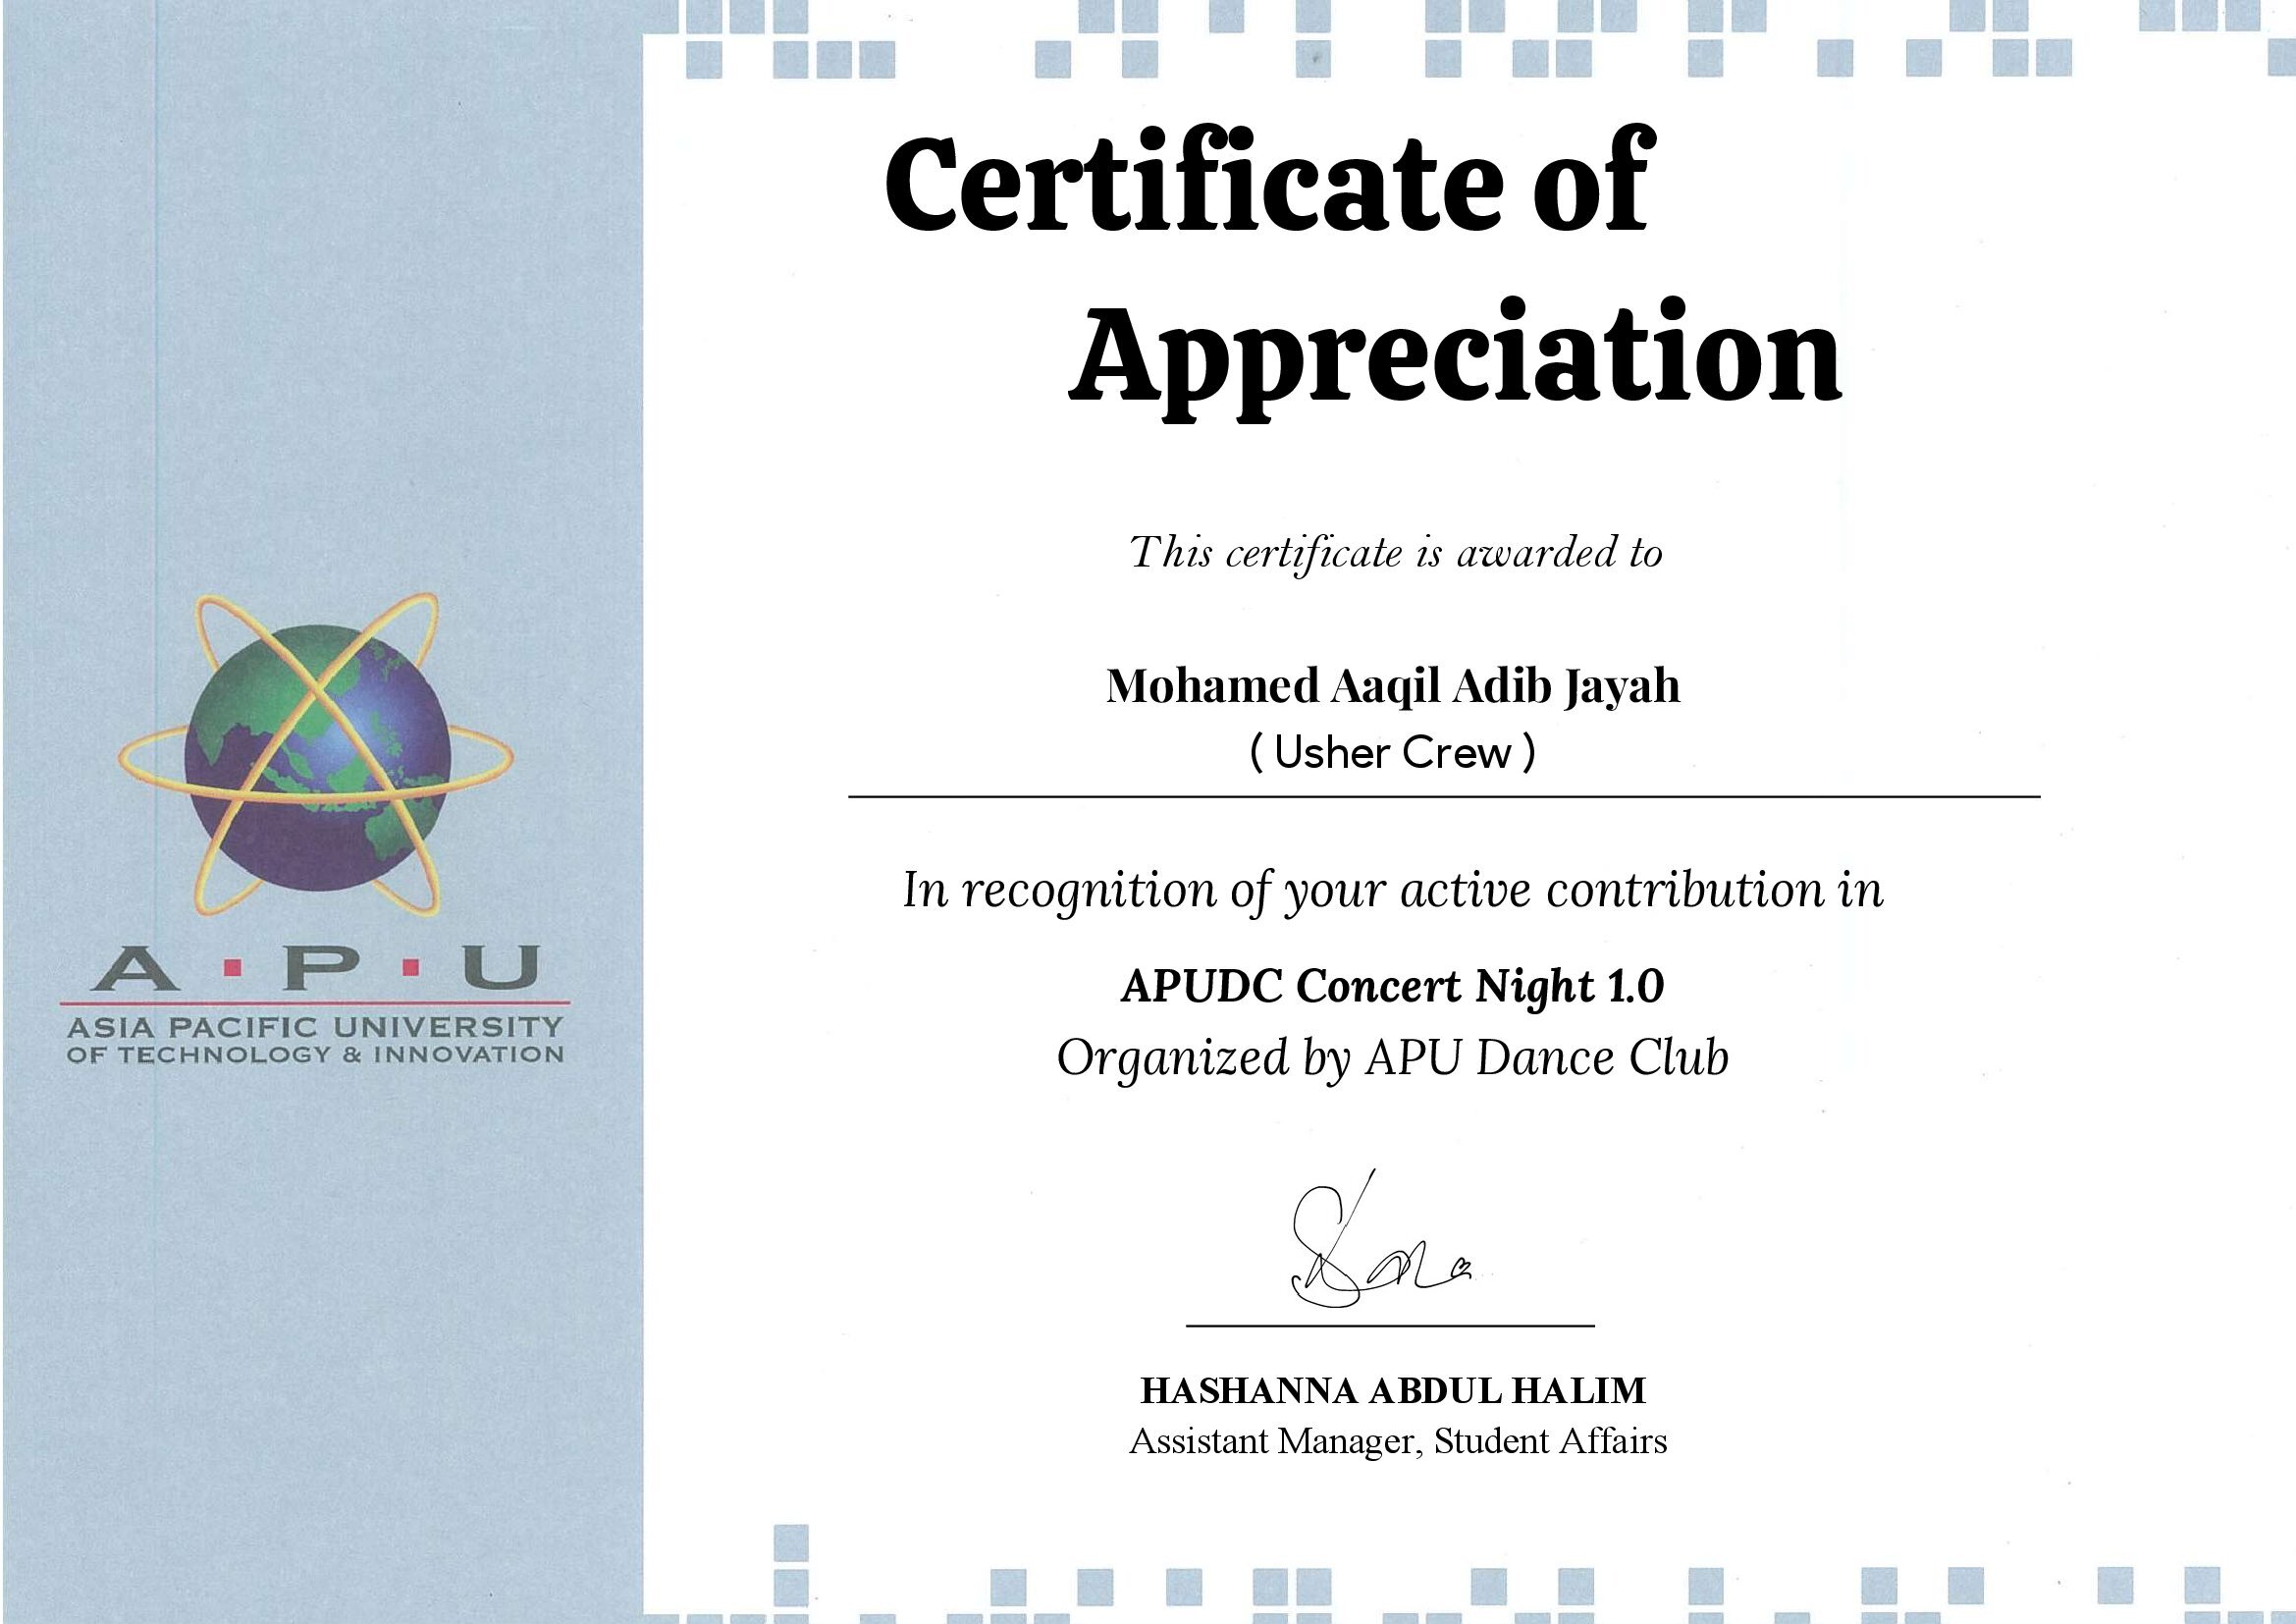 Certificate of
Appreciation
This certificate is awarded to
Mohamed Aaqil Adib Jayah
( Usher Crew )
In recognition of your active contribution in
APUDC Concert Night 1.0
Organized by APU Dance Club
HASHANNA ABDUL HALIM
Assistant Manager, Student Affairs
A·P·U
ASIA PACIFIC UNIVERSITY
OF TECHNOLOGY & INNOVATION